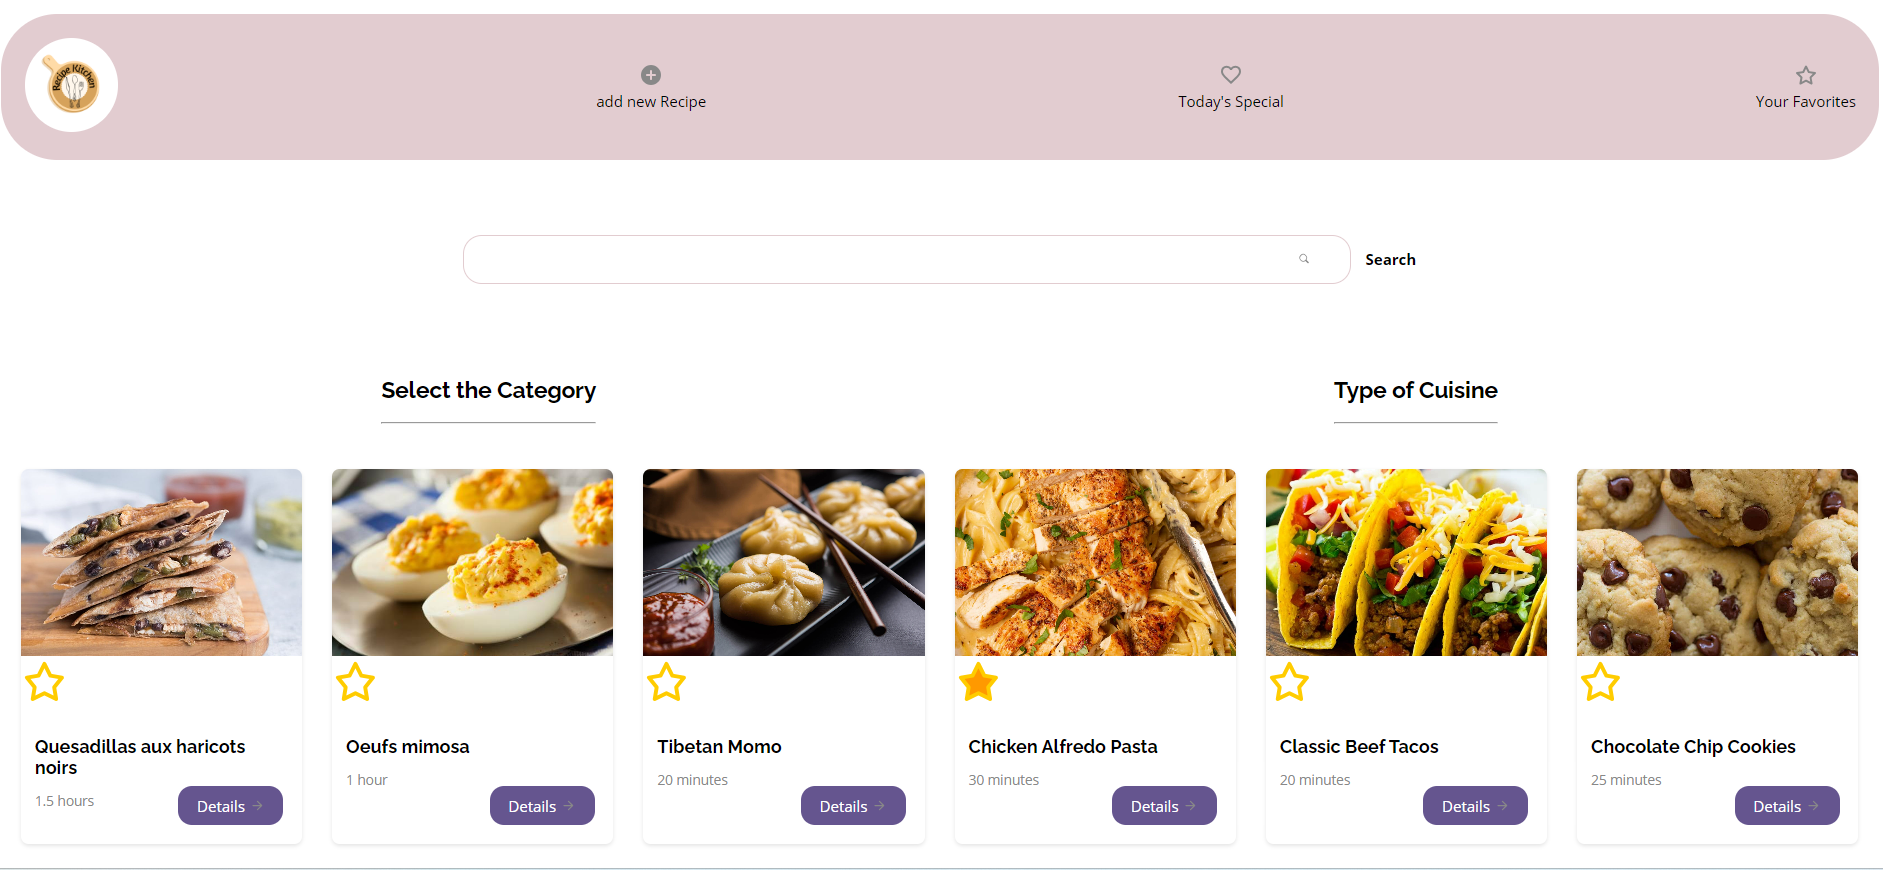 Recipe Kitchen
add new Recipe
Today's Special
Your Favorites
Search
Select the Category
Type of Cuisine
Quesadillas aux haricots
noirs
1.5 hours
Details
Oeufs mimosa
1 hour
Details
Tibetan Momo
20 minutes
Details
Chicken Alfredo Pasta
30 minutes
Details
Classic Beef Tacos
20 minutes
Details
Chocolate Chip Cookies
25 minutes
Details